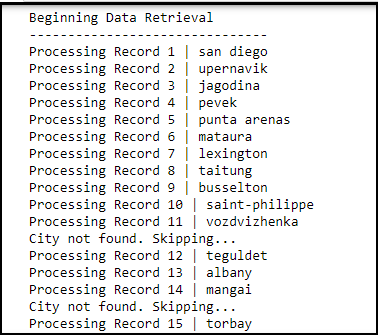 Beginning Data Retrieval
-------------------------------
Processing Record 1 | san diego
Processing Record 2 | upernavik
Processing Record 3 | jagodina
Processing Record 4 | pevek
Processing Record 5 | punta arenas
Processing Record 6 | mataura
Processing Record 7 | lexington
Processing Record 8 | taitung
Processing Record 9 | busselton
Processing Record 10 | saint-philippe
Processing Record 11 | vozdvizhenka
City not found. Skipping...
Processing Record 12 | teguldet
Processing Record 13 | albany
Processing Record 14 | mangai
City not found. Skipping...
Processing Record 15 | torbay